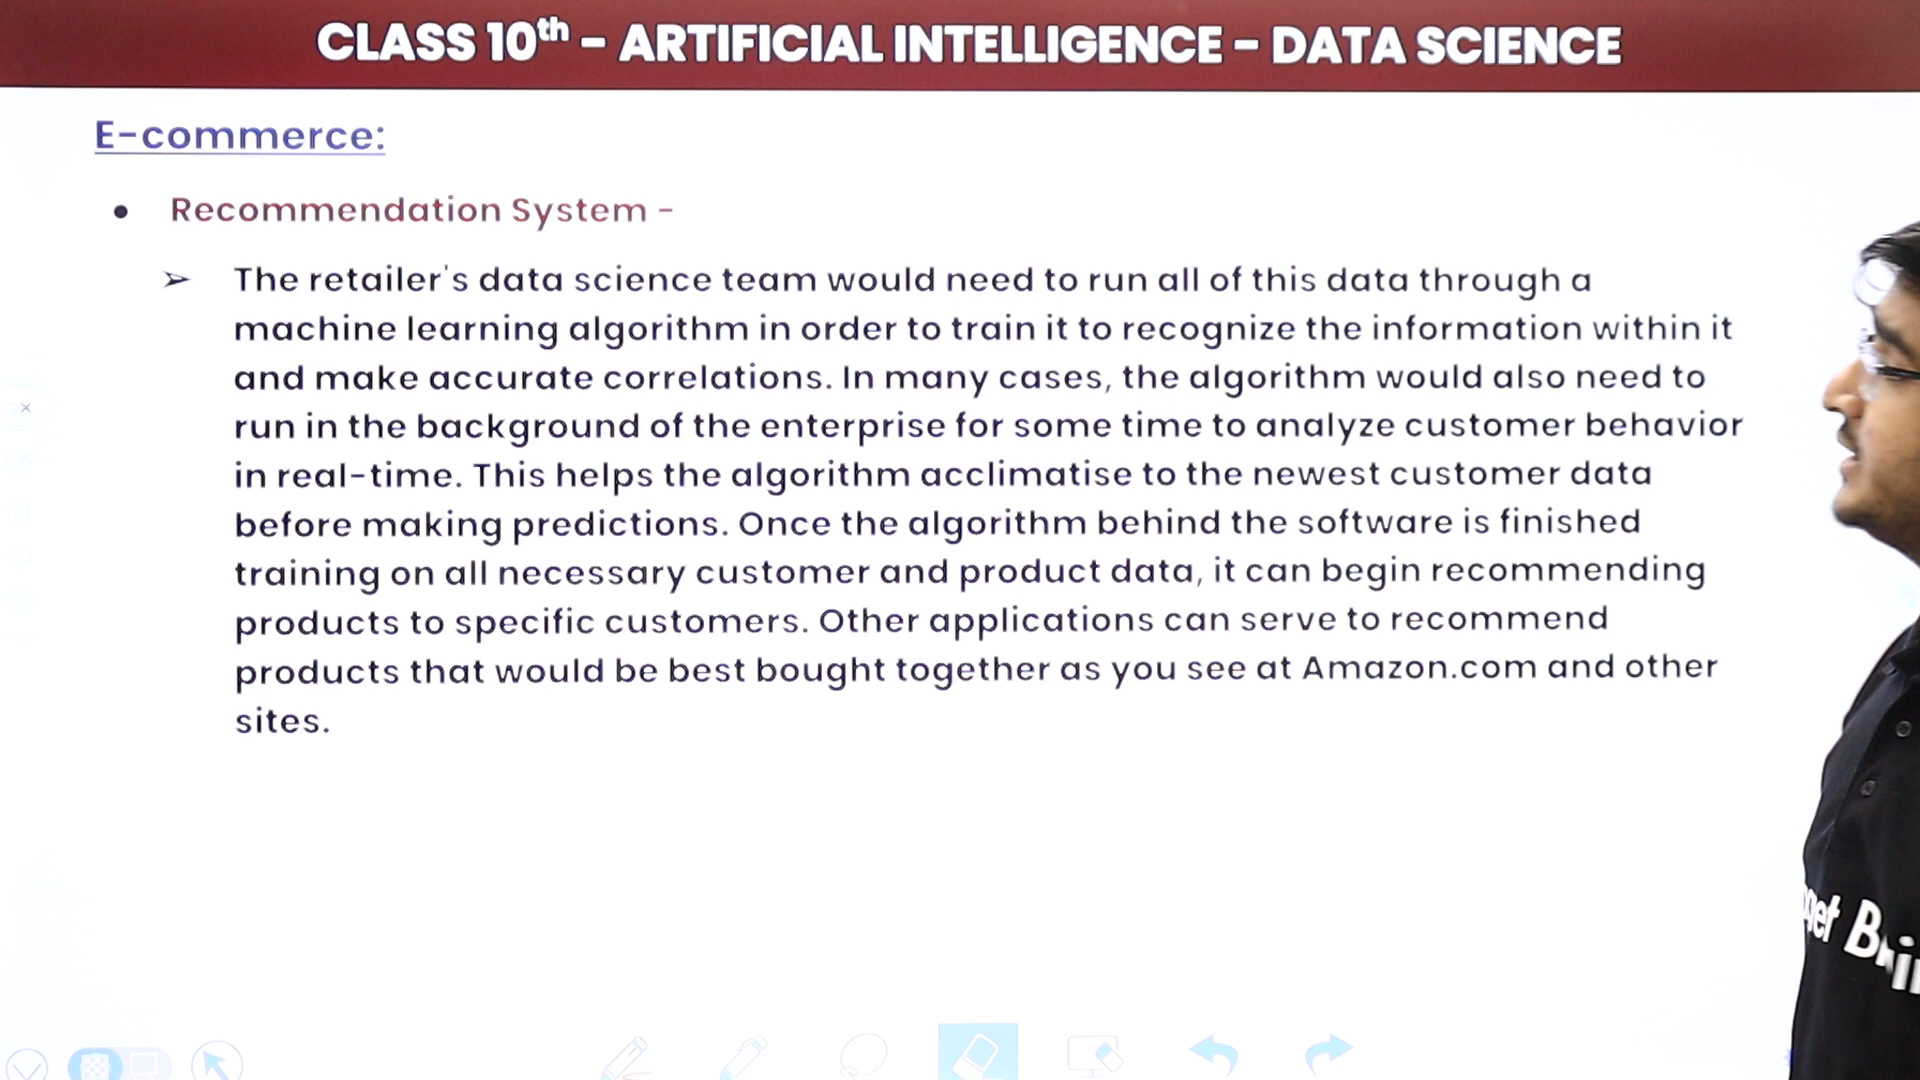 CLASS 10th - ARTIFICIAL INTELLIGENCE - DATA SCIENCE
E-commerce:
• Recommendation System -
➢ The retailer's data science team would need to run all of this data through a
machine learning algorithm in order to train it to recognize the information within it
and make accurate correlations. In many cases, the algorithm would also need to
run in the background of the enterprise for some time to analyze customer behavior
in real-time. This helps the algorithm acclimatise to the newest customer data
before making predictions. Once the algorithm behind the software is finished
training on all necessary customer and product data, it can begin recommending
products to specific customers. Other applications can serve to recommend
products that would be best bought together as you see at Amazon.com and other
sites.